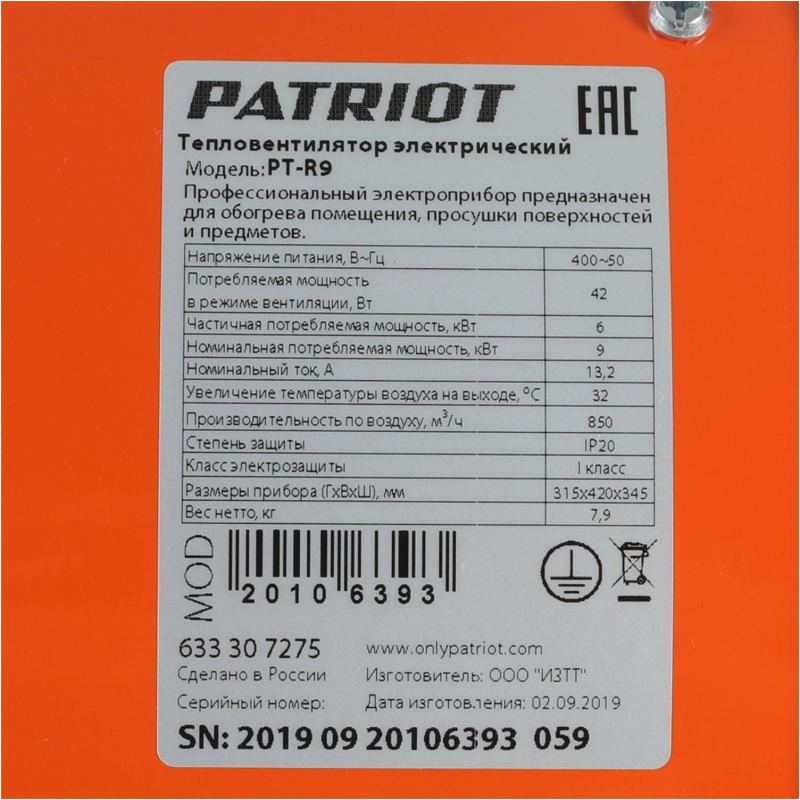 PATRIOT EAC
Тепловентилятор электрический
Модель: PT-R9
Профессиональный электроприбор предназначен
для обогрева помещения, просушки поверхностей
и предметов.
Напряжение питания, В~Гц 400~50
Потребляемая мощность
в режиме вентиляции, Вт 42
Частичная потребляемая мощность, кВт 6
Номинальная потребляемая мощность, кВт 9
Номинальный ток, А 13,2
Увеличение температуры воздуха на выходе, °С 32
Производительность по воздуху, м³/ч 850
Степень защиты IP20
Класс электрозащиты I класс
Размеры прибора (ГхВхШ), мм 315х420х345
Вес нетто, кг 7,9
MOD
20106393
633 30 7275 www.onlypatriot.com
Сделано в России Изготовитель: ООО "ИЗТТ"
Серийный номер: Дата изготовления: 02.09.2019
SN: 2019 09 20106393 059